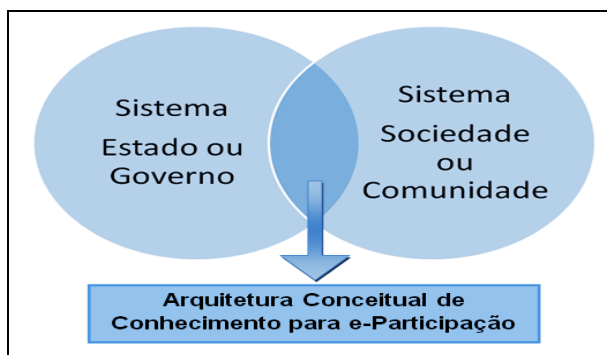 Sistema
Estado ou
Governo
Sistema
Sociedade
ou
Comunidade
Arquitetura Conceitual de
Conhecimento para e-Participação